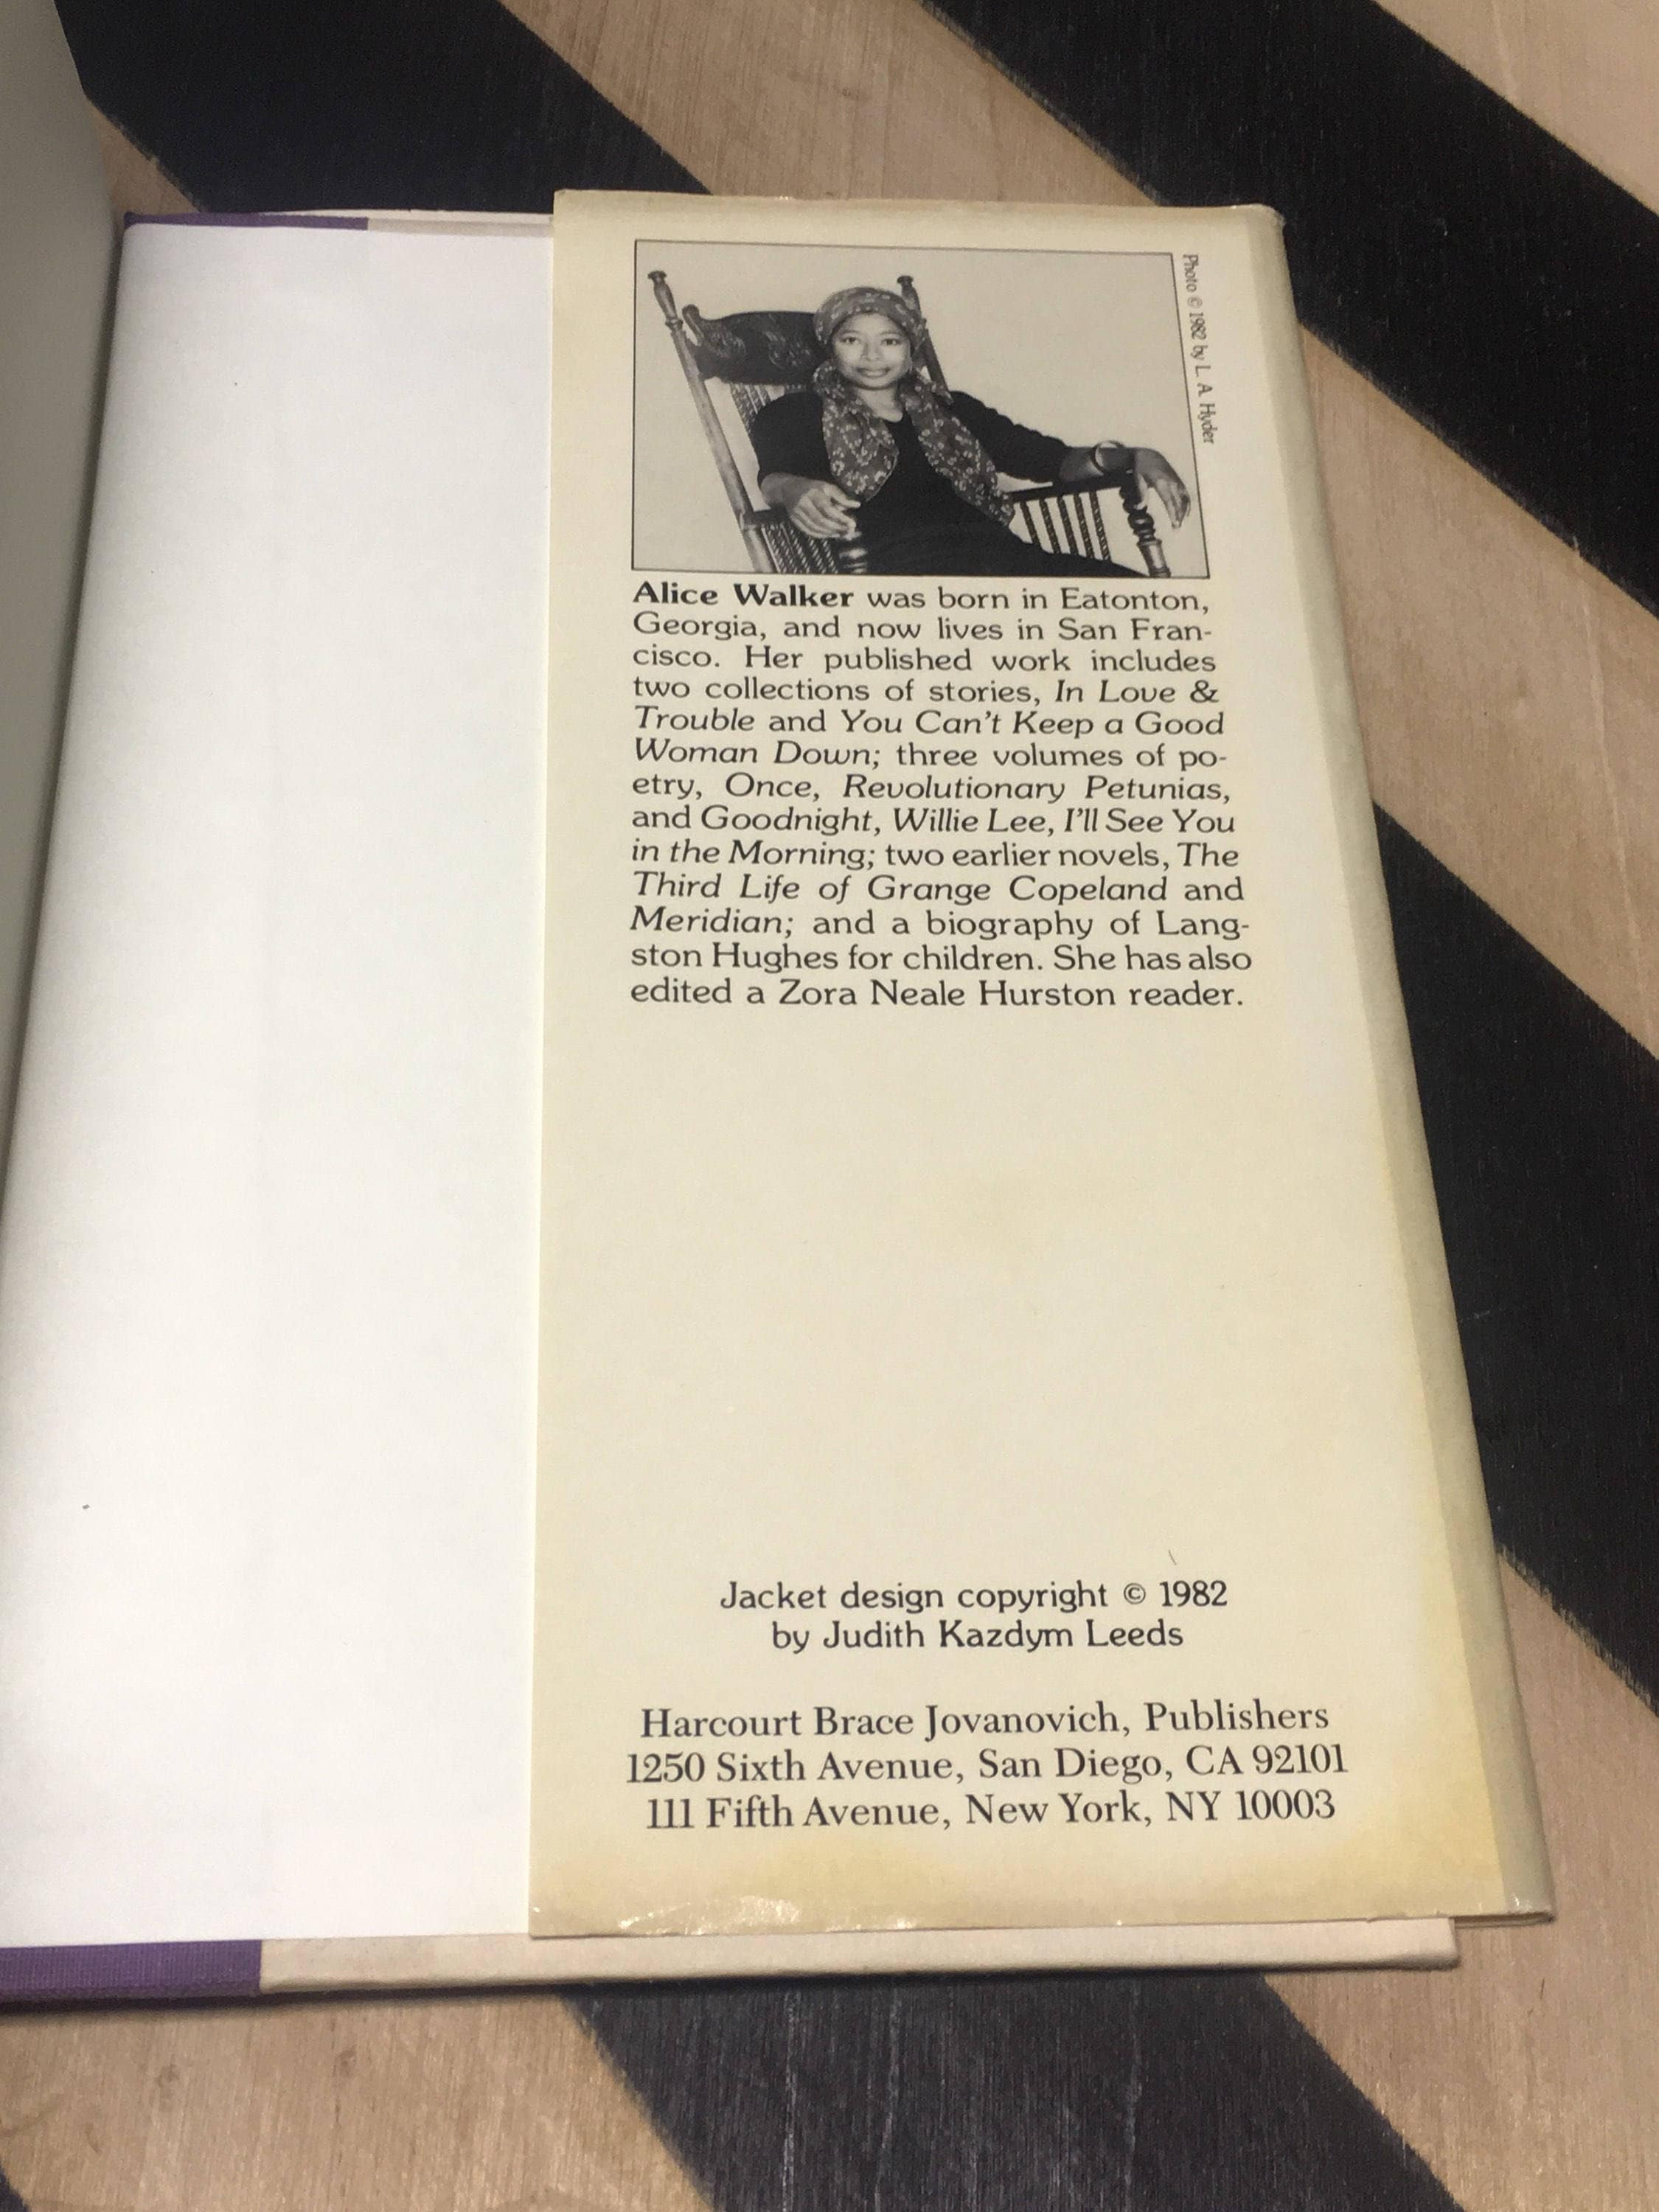 Photo © 1982 by L. A. Hyder
Alice Walker was born in Eatonton,
Georgia, and now lives in San Fran-
cisco. Her published work includes
two collections of stories, In Love &
Trouble and You Can't Keep a Good
Woman Down; three volumes of po-
etry, Once, Revolutionary Petunias,
and Goodnight, Willie Lee, I'll See You
in the Morning; two earlier novels, The
Third Life of Grange Copeland and
Meridian; and a biography of Lang-
ston Hughes for children. She has also
edited a Zora Neale Hurston reader.
Jacket design copyright © 1982
by Judith Kazdym Leeds
Harcourt Brace Jovanovich, Publishers
1250 Sixth Avenue, San Diego, CA 92101
111 Fifth Avenue, New York, NY 10003